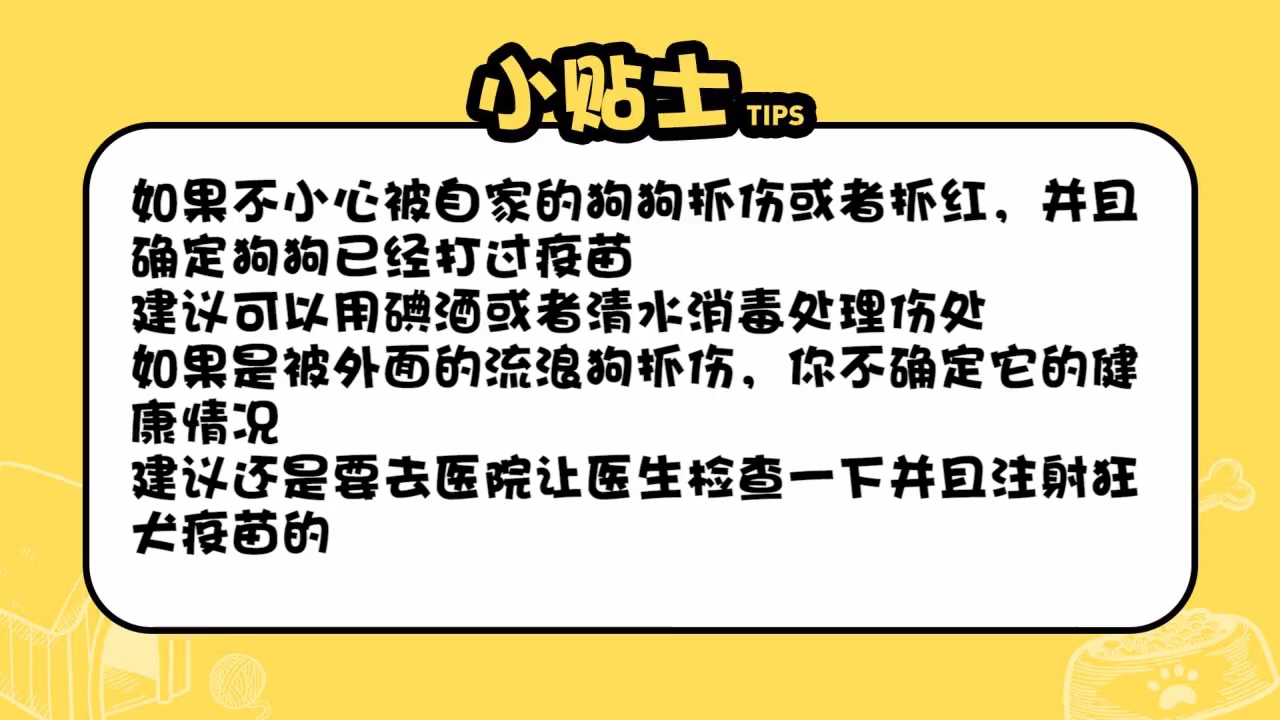 小贴士 TIPS
如果不小心被自家的狗狗抓伤或者抓红，并且
确定狗狗已经打过疫苗
建议可以用碘酒或者清水消毒处理伤处
如果是被外面的流浪狗抓伤，你不确定它的健
康情况
建议还是要去医院让医生检查一下并且注射狂
犬疫苗的